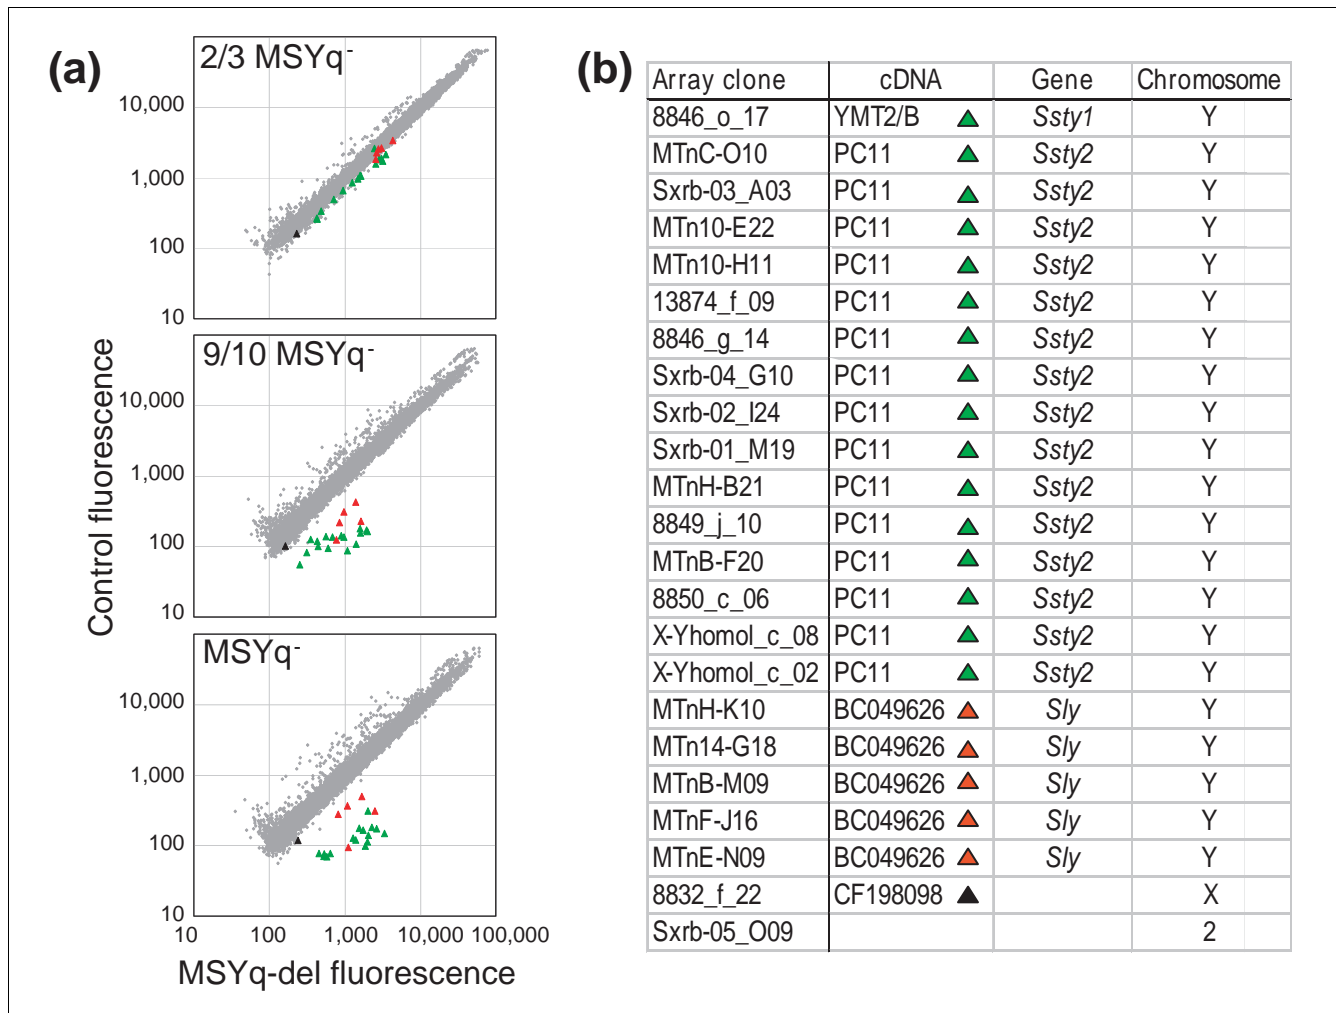 (a)
2/3 MSYq-
10,000
1,000
100
10
9/10 MSYq-
10,000
1,000
100
10
MSYq-
10,000
1,000
100
10
10 100 1,000 10,000 100,000
Control fluorescence
MSYq-del fluorescence
(b)
Array clone cDNA Gene Chromosome
8846_o_17 YMT2/B Ssty1 Y
MTnC-O10 PC11 Ssty2 Y
Sxrb-03_A03 PC11 Ssty2 Y
MTn10-E22 PC11 Ssty2 Y
MTn10-H11 PC11 Ssty2 Y
13874_f_09 PC11 Ssty2 Y
8846_g_14 PC11 Ssty2 Y
Sxrb-04_G10 PC11 Ssty2 Y
Sxrb-02_I24 PC11 Ssty2 Y
Sxrb-01_M19 PC11 Ssty2 Y
MTnH-B21 PC11 Ssty2 Y
8849_j_10 PC11 Ssty2 Y
MTnB-F20 PC11 Ssty2 Y
8850_c_06 PC11 Ssty2 Y
X-Yhomol_c_08 PC11 Ssty2 Y
X-Yhomol_c_02 PC11 Ssty2 Y
MTnH-K10 BC049626 Sly Y
MTn14-G18 BC049626 Sly Y
MTnB-M09 BC049626 Sly Y
MTnF-J16 BC049626 Sly Y
MTnE-N09 BC049626 Sly Y
8832_f_22 CF198098 X
Sxrb-05_O09 2